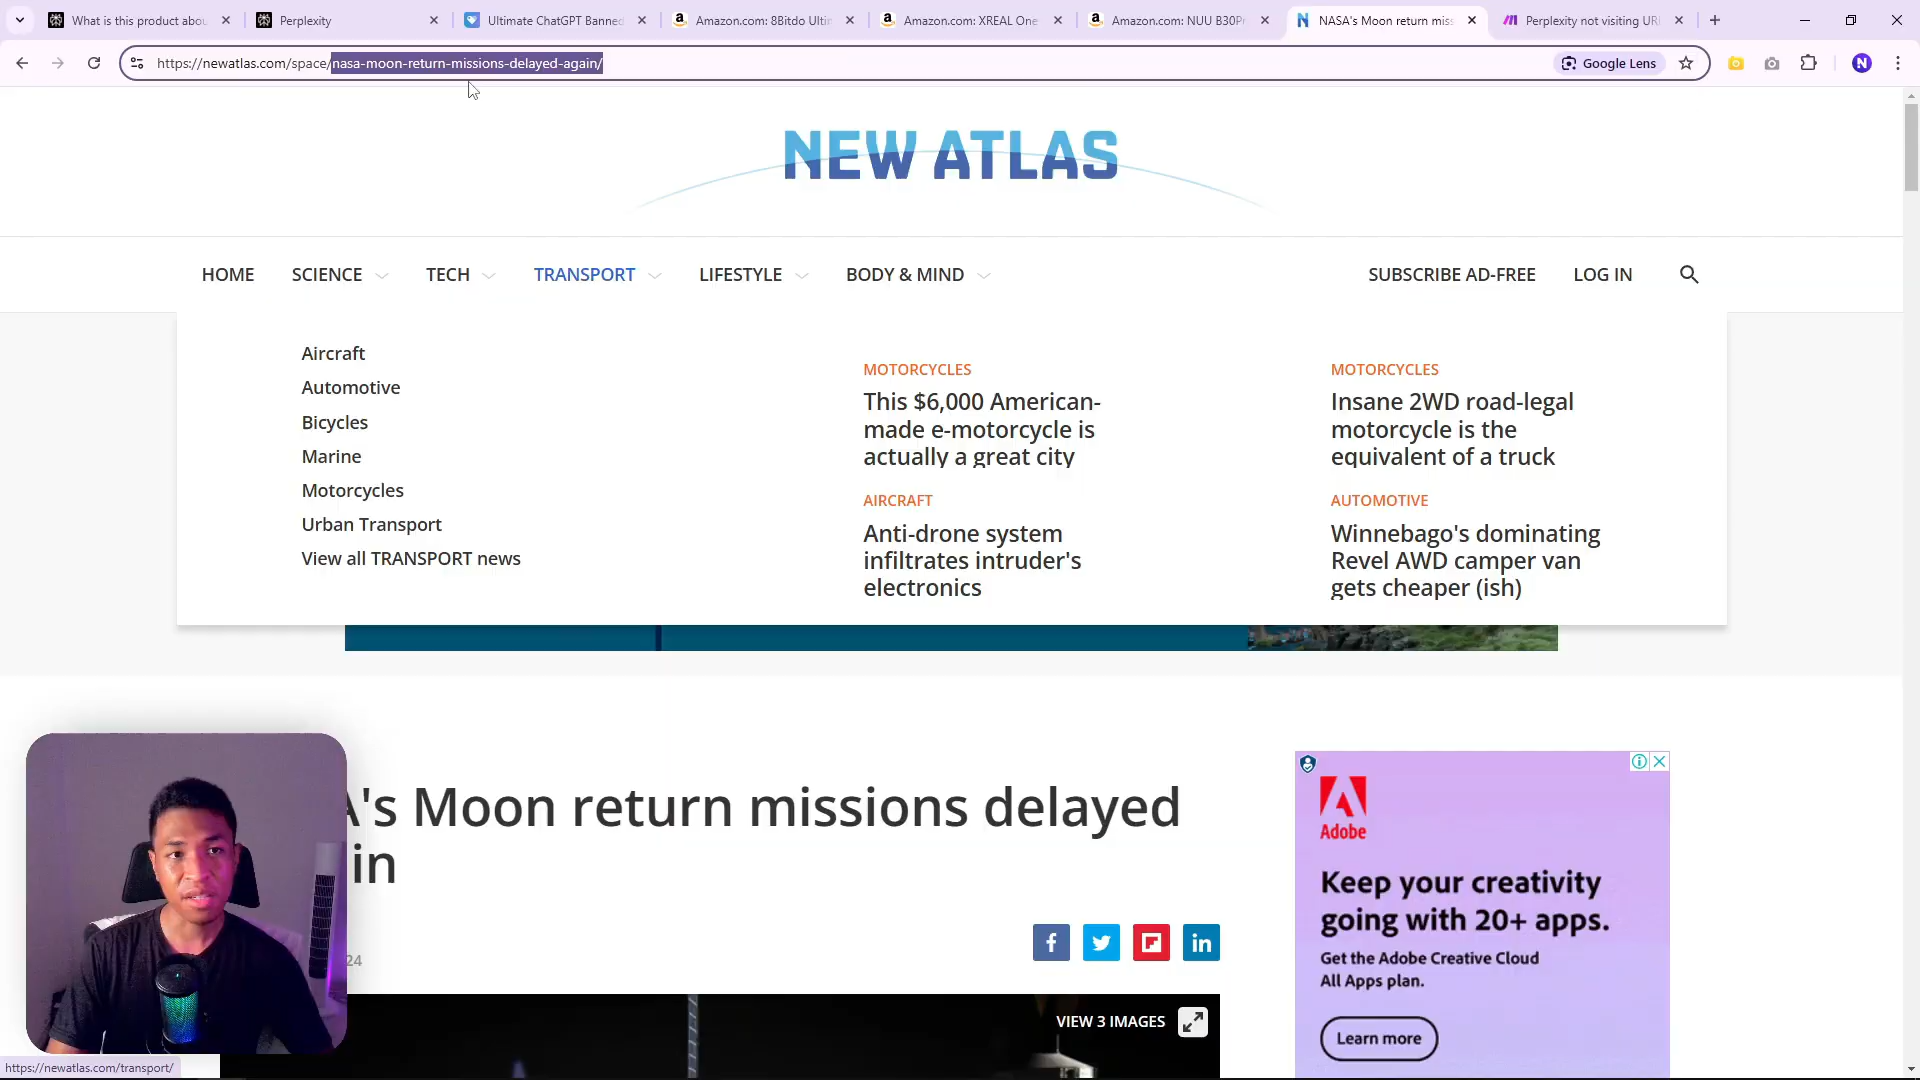 What is this product abou
Perplexity
Ultimate ChatGPT Banned
Amazon.com: 8Bitdo Ultim
Amazon.com: XREAL One
Amazon.com: NUU B30Pr
NASA's Moon return miss
Perplexity not visiting UR
https://newatlas.com/space/nasa-moon-return-missions-delayed-again/
Google Lens
N
NEW ATLAS
HOME
SCIENCE
TECH
TRANSPORT
LIFESTYLE
BODY & MIND
SUBSCRIBE AD-FREE
LOG IN
Aircraft
Automotive
Bicycles
Marine
Motorcycles
Urban Transport
View all TRANSPORT news
MOTORCYCLES
This $6,000 American-
made e-motorcycle is
actually a great city
MOTORCYCLES
Insane 2WD road-legal
motorcycle is the
equivalent of a truck
AIRCRAFT
Anti-drone system
infiltrates intruder's
electronics
AUTOMOTIVE
Winnebago's dominating
Revel AWD camper van
gets cheaper (ish)
A's Moon return missions delayed
in
24
VIEW 3 IMAGES
Adobe
Keep your creativity
going with 20+ apps.
Get the Adobe Creative Cloud
All Apps plan.
Learn more
https://newatlas.com/transport/